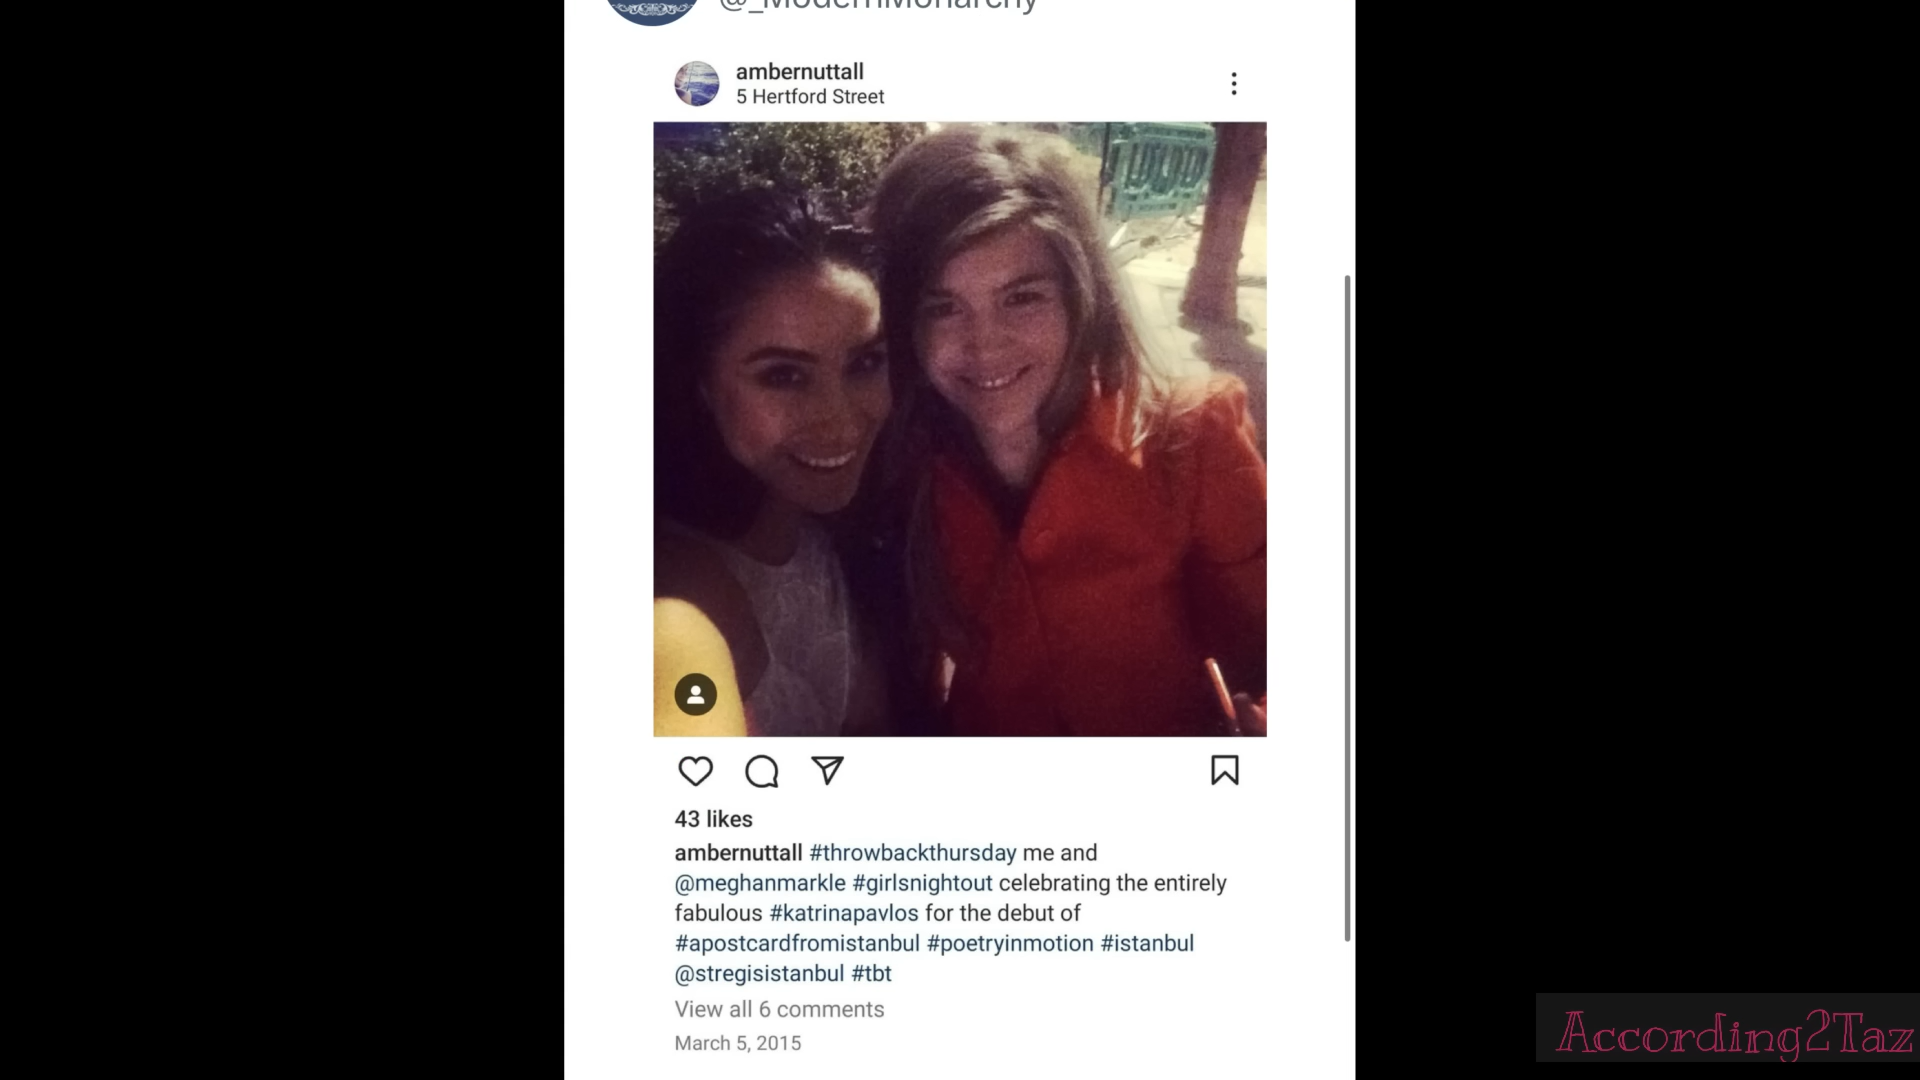 @_ModernMonarchy
ambernuttall
5 Hertford Street
43 likes
ambernuttall #throwbackthursday me and
@meghanmarkle #girlsnightout celebrating the entirely
fabulous #katrinapavlos for the debut of
#apostcardfromistanbul #poetryinmotion #istanbul
@stregisistanbul #tbt
View all 6 comments
March 5, 2015
According2Taz